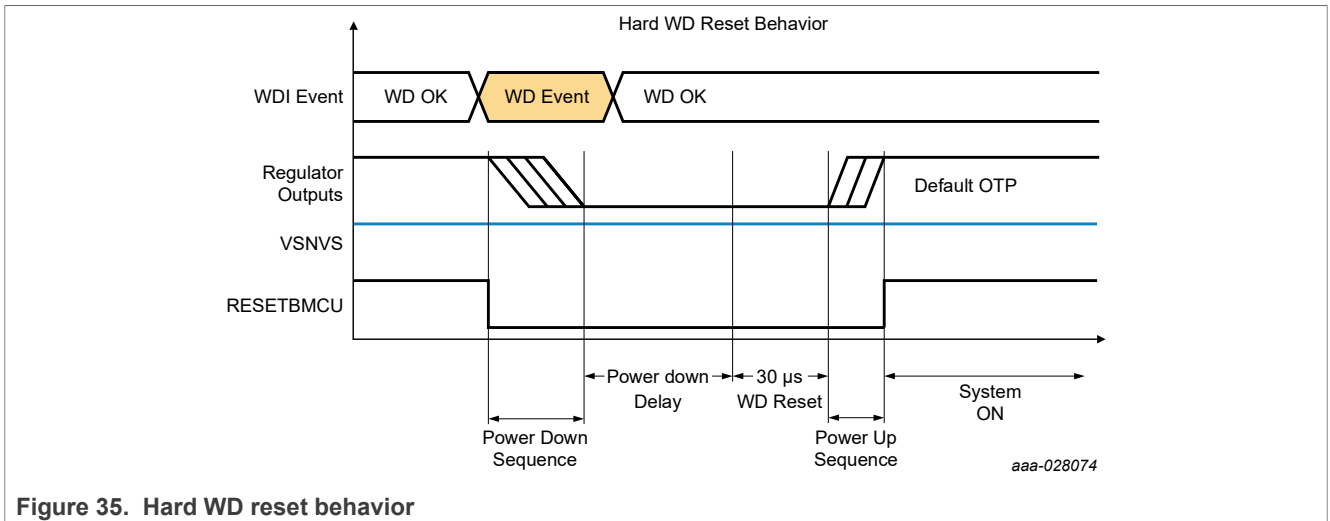 Hard WD Reset Behavior
WDI Event
WD OK
WD Event
WD OK
Regulator
Outputs
Default OTP
VSNVS
RESETBMCU
Power down
Delay
30 µs
WD Reset
System
ON
Power Down
Sequence
Power Up
Sequence
aaa-028074
Figure 35. Hard WD reset behavior